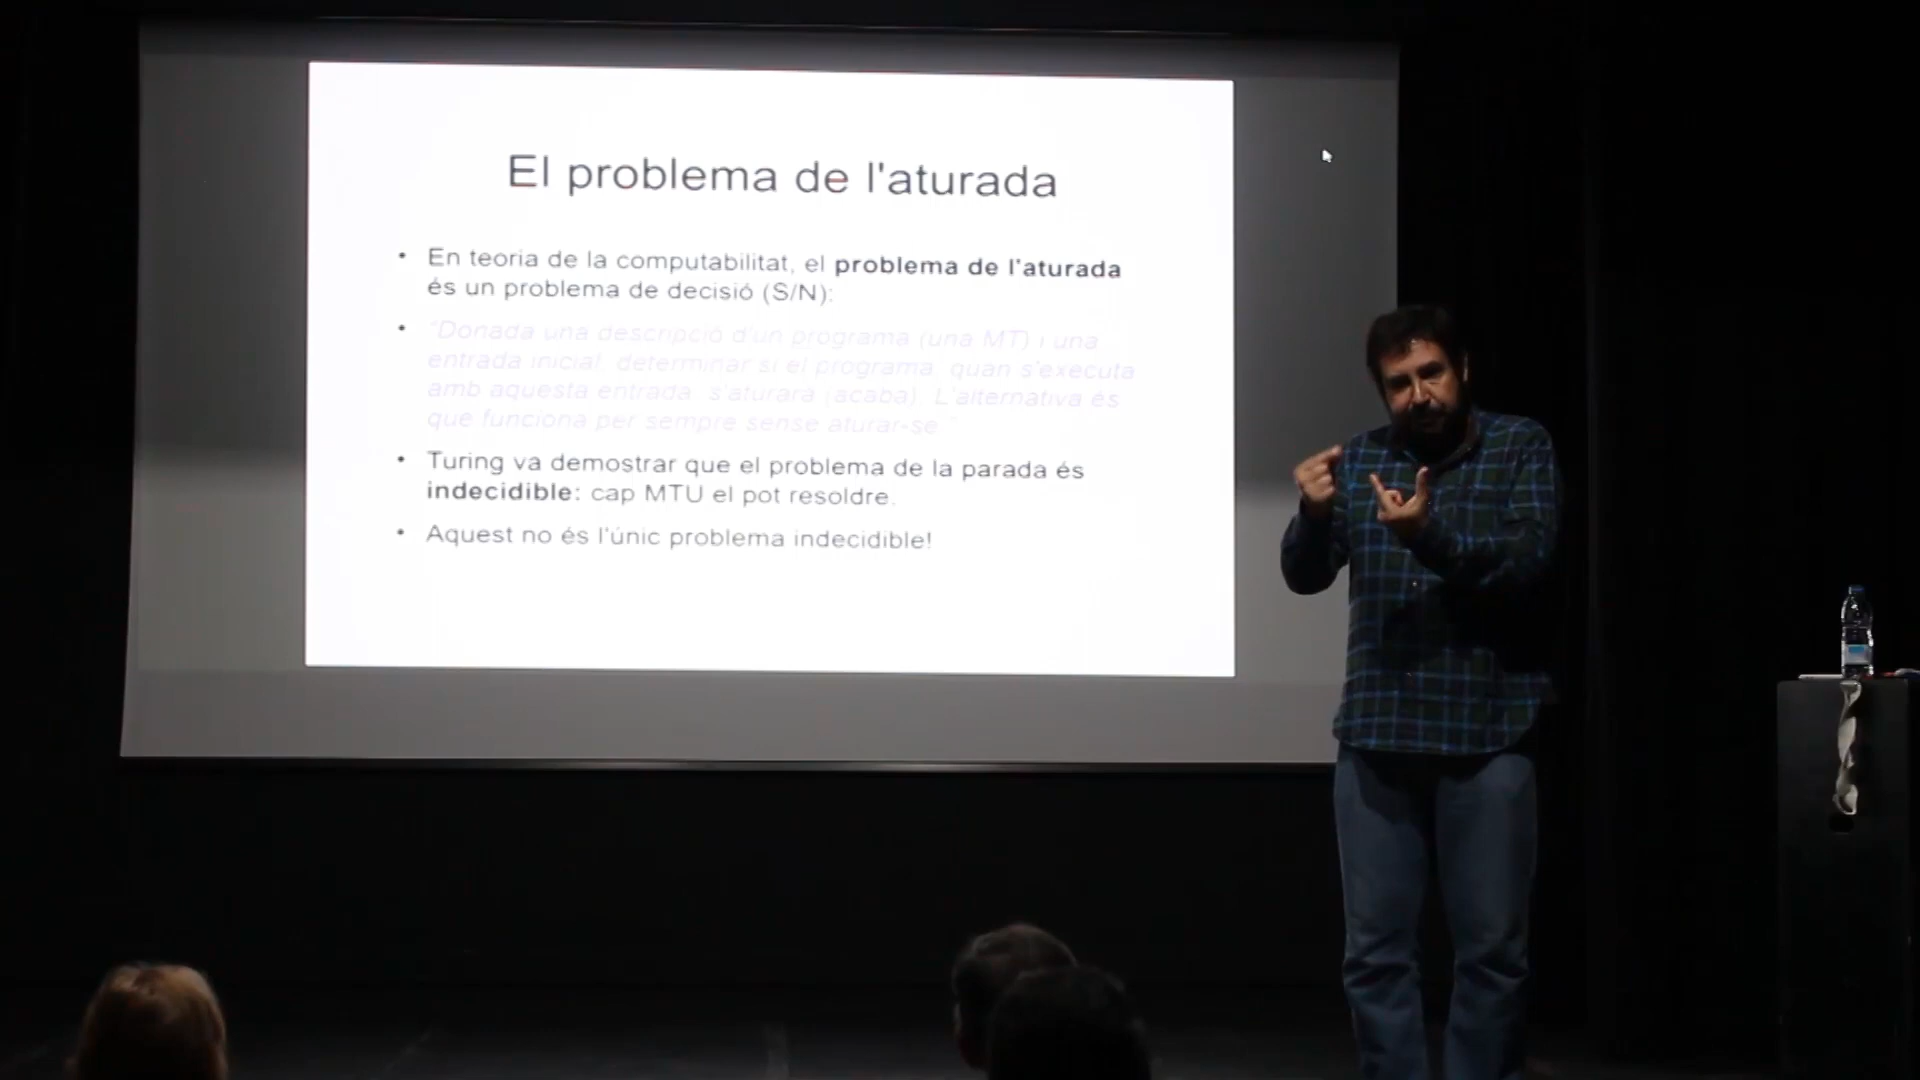 El problema de l'aturada
• En teoria de la computabilitat, el problema de l'aturada
és un problema de decisió (S/N):
• "Donada una descripció d'un programa (una MT) i una
entrada inicial, determinar si el programa, quan s'executa
amb aquesta entrada, s'aturarà (acaba). L'alternativa és
que funciona per sempre sense aturar-se."
• Turing va demostrar que el problema de la parada és
indecidible: cap MTU el pot resoldre.
• Aquest no és l'únic problema indecidible!